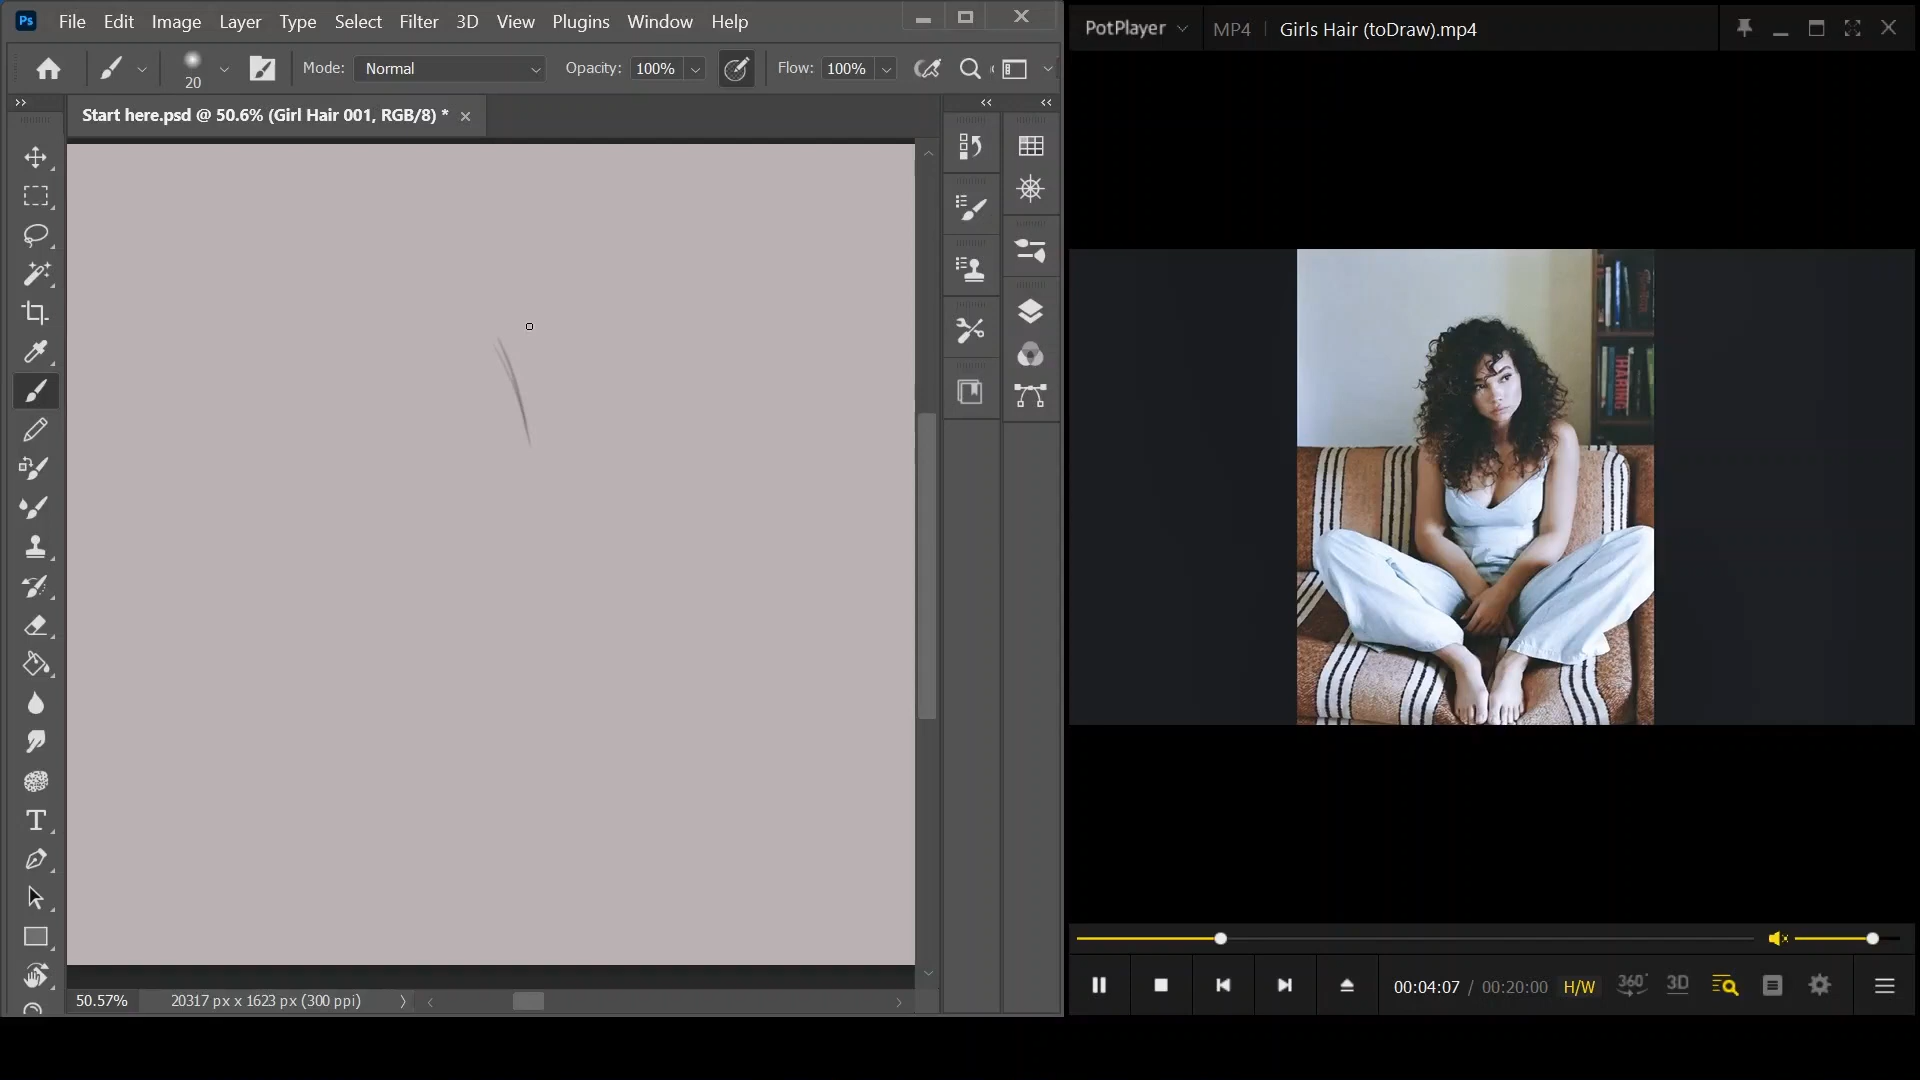 Ps File Edit Image Layer Type Select Filter 3D View Plugins Window Help
20 Mode: Normal Opacity: 100% Flow: 100%
Start here.psd @ 50.6% (Girl Hair 001, RGB/8) *
50.57% 20317 px x 1623 px (300 ppi)
PotPlayer MP4 Girls Hair (toDraw).mp4
HARING
00:04:07 / 00:20:00 H/W 360° 3D